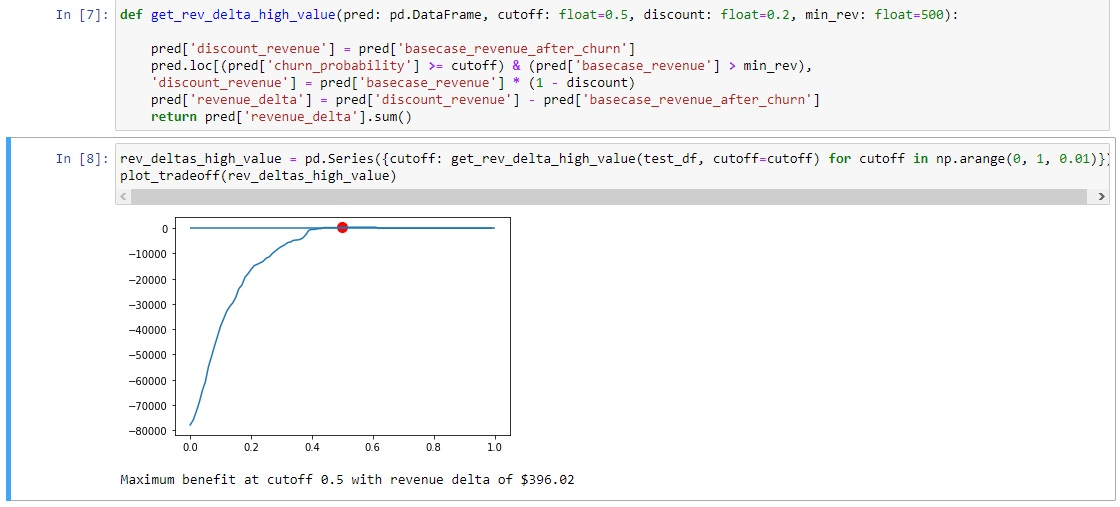 In [7]: def get_rev_delta_high_value(pred: pd.DataFrame, cutoff: float=0.5, discount: float=0.2, min_rev: float=500):
pred['discount_revenue'] = pred['basecase_revenue_after_churn']
pred.loc[(pred['churn_probability'] >= cutoff) & (pred['basecase_revenue'] > min_rev),
'discount_revenue'] = pred['basecase_revenue'] * (1 - discount)
pred['revenue_delta'] = pred['discount_revenue'] - pred['basecase_revenue_after_churn']
return pred['revenue_delta'].sum()
In [8]: rev_deltas_high_value = pd.Series({cutoff: get_rev_delta_high_value(test_df, cutoff=cutoff) for cutoff in np.arange(0, 1, 0.01)})
plot_tradeoff(rev_deltas_high_value)
0
−10000
−20000
−30000
−40000
−50000
−60000
−70000
−80000
0.0 0.2 0.4 0.6 0.8 1.0
Maximum benefit at cutoff 0.5 with revenue delta of $396.02